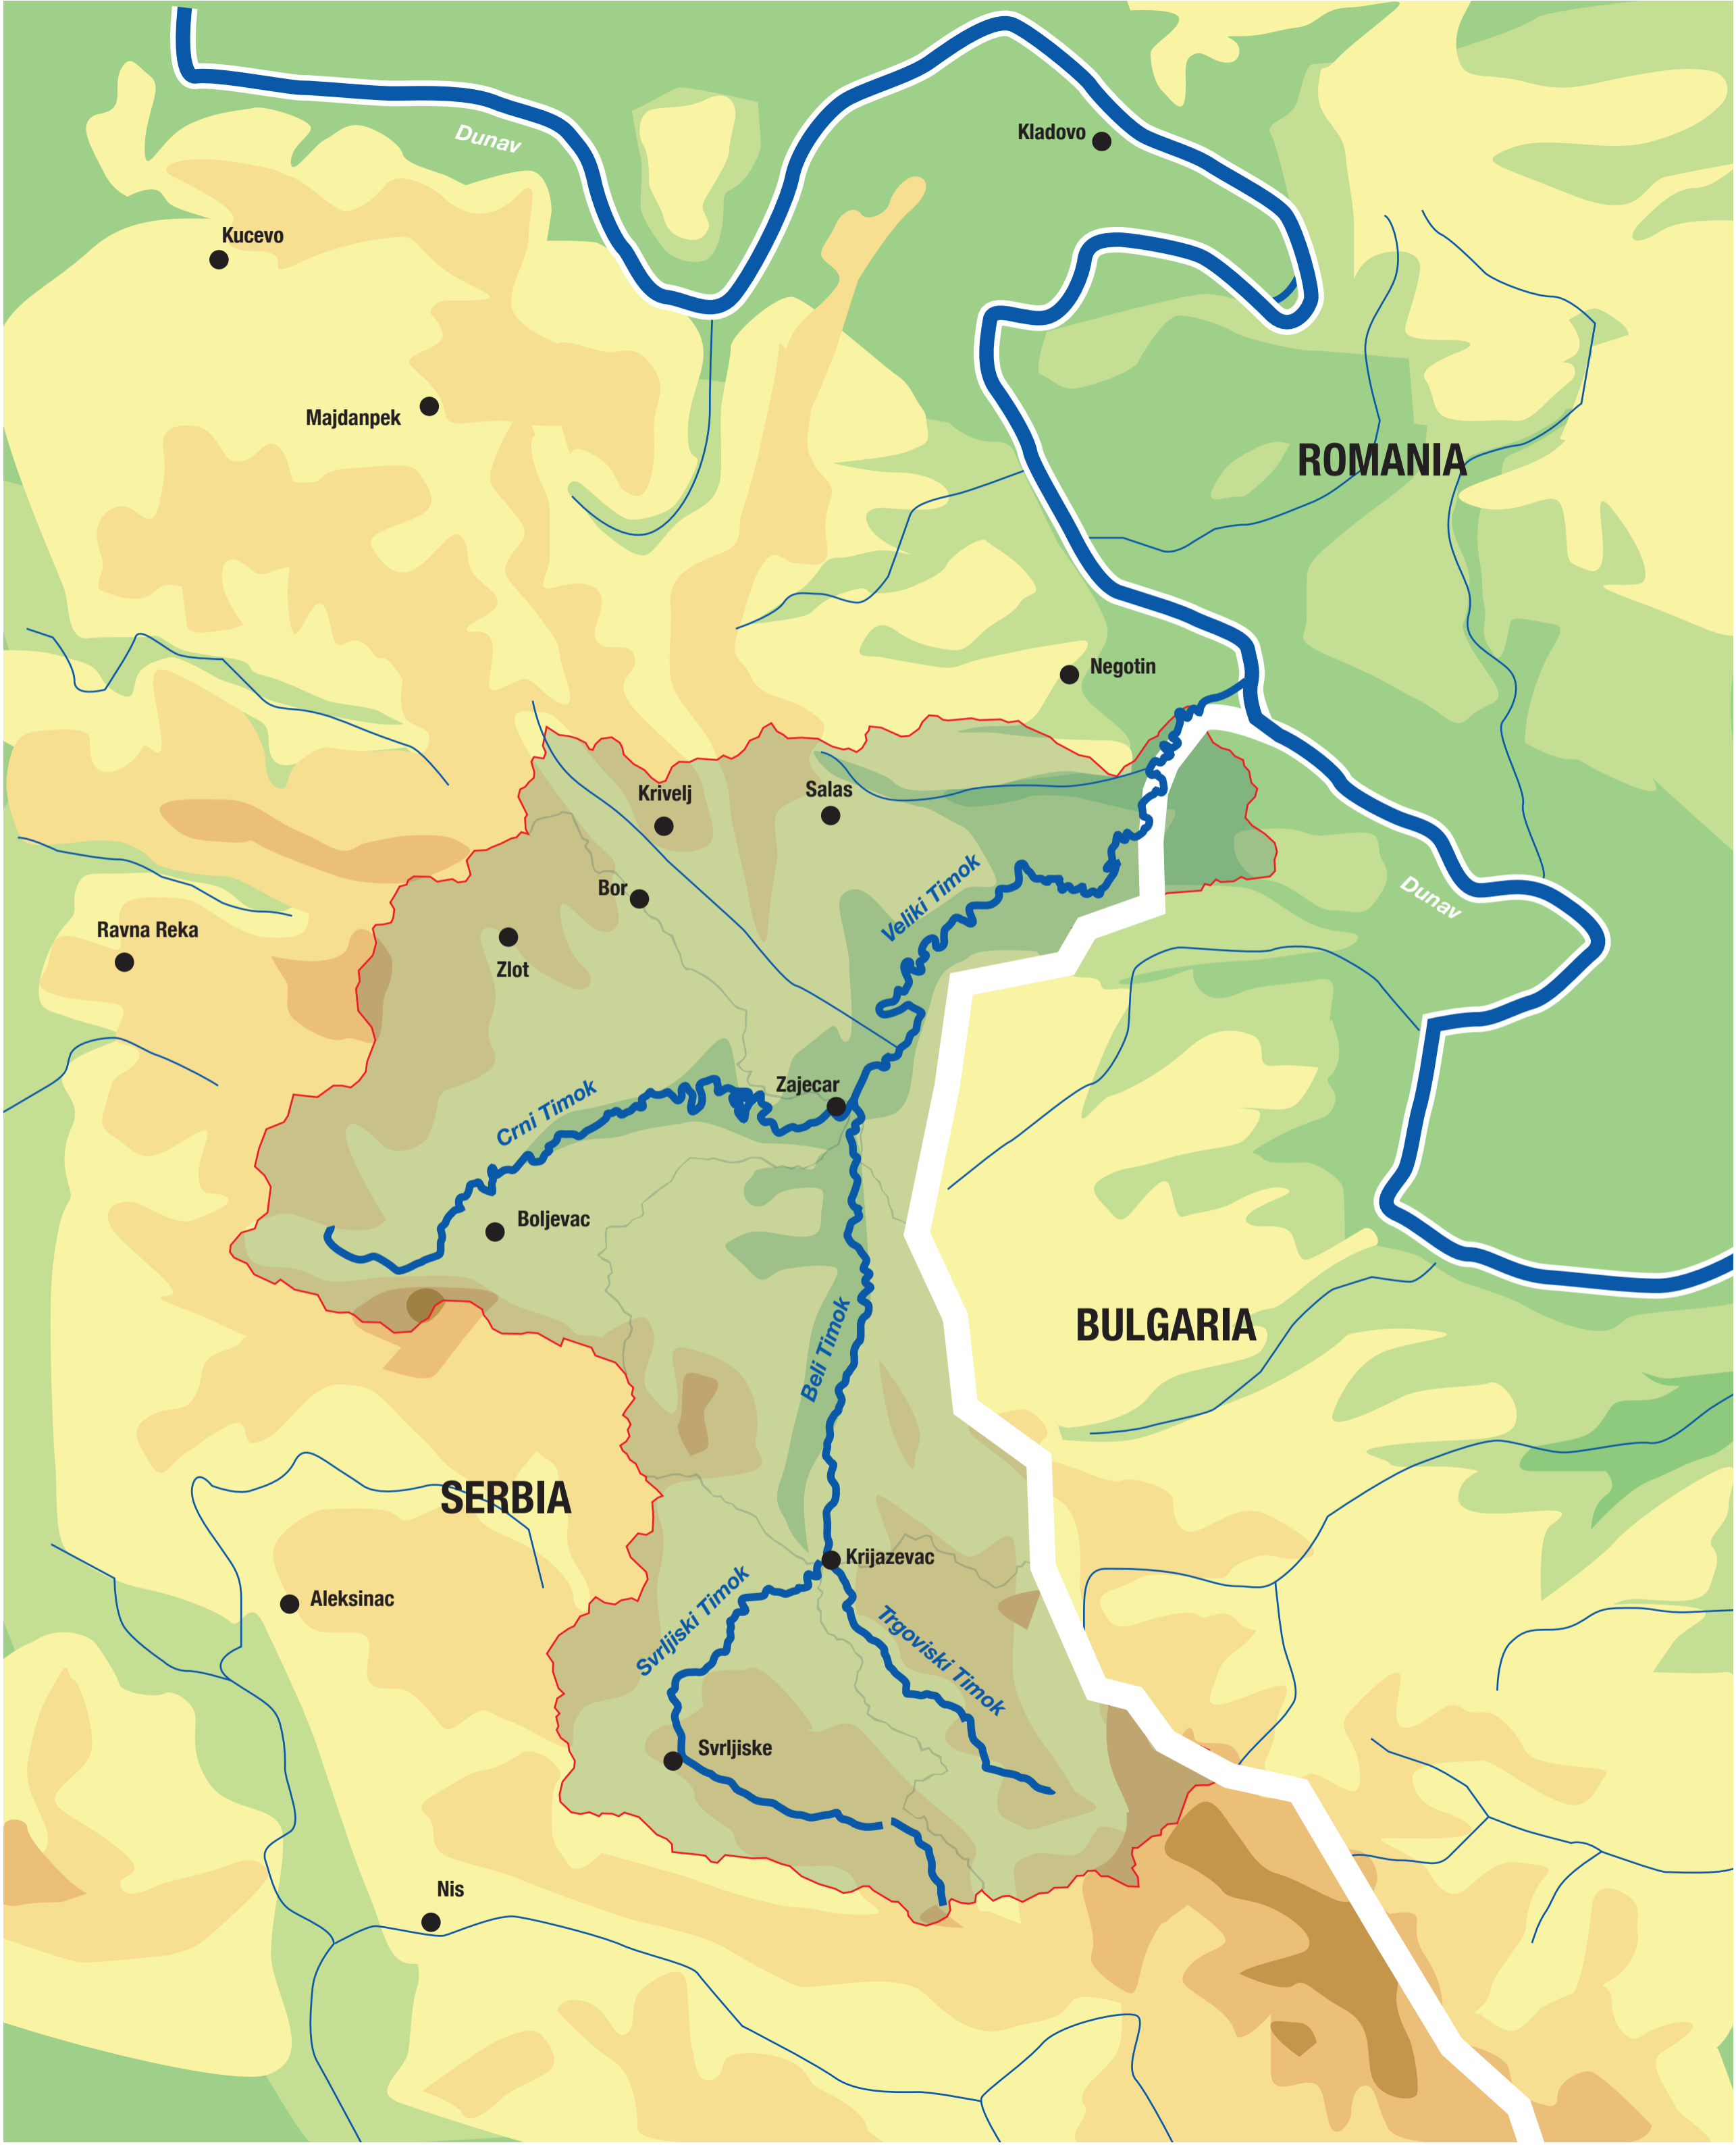 Dunav
Kladovo
Kucevo
Majdanpek
ROMANIA
Negotin
Krivelj
Salas
Bor
Veliki Timok
Dunav
Ravna Reka
Zlot
Zajecar
Crni Timok
Boljevac
BULGARIA
Beli Timok
SERBIA
Krijazevac
Aleksinac
Svrljiski Timok
Trgoviski Timok
Svrljiske
Nis